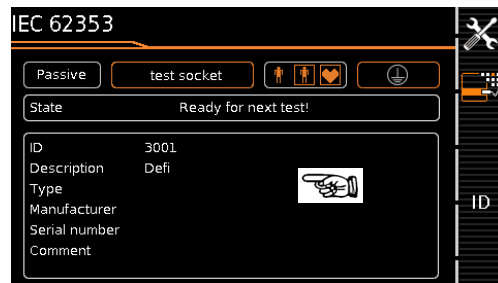 IEC 62353
Passive test socket
State Ready for next test!
ID 3001
Description Defi
Type
Manufacturer
Serial number
Comment
ID